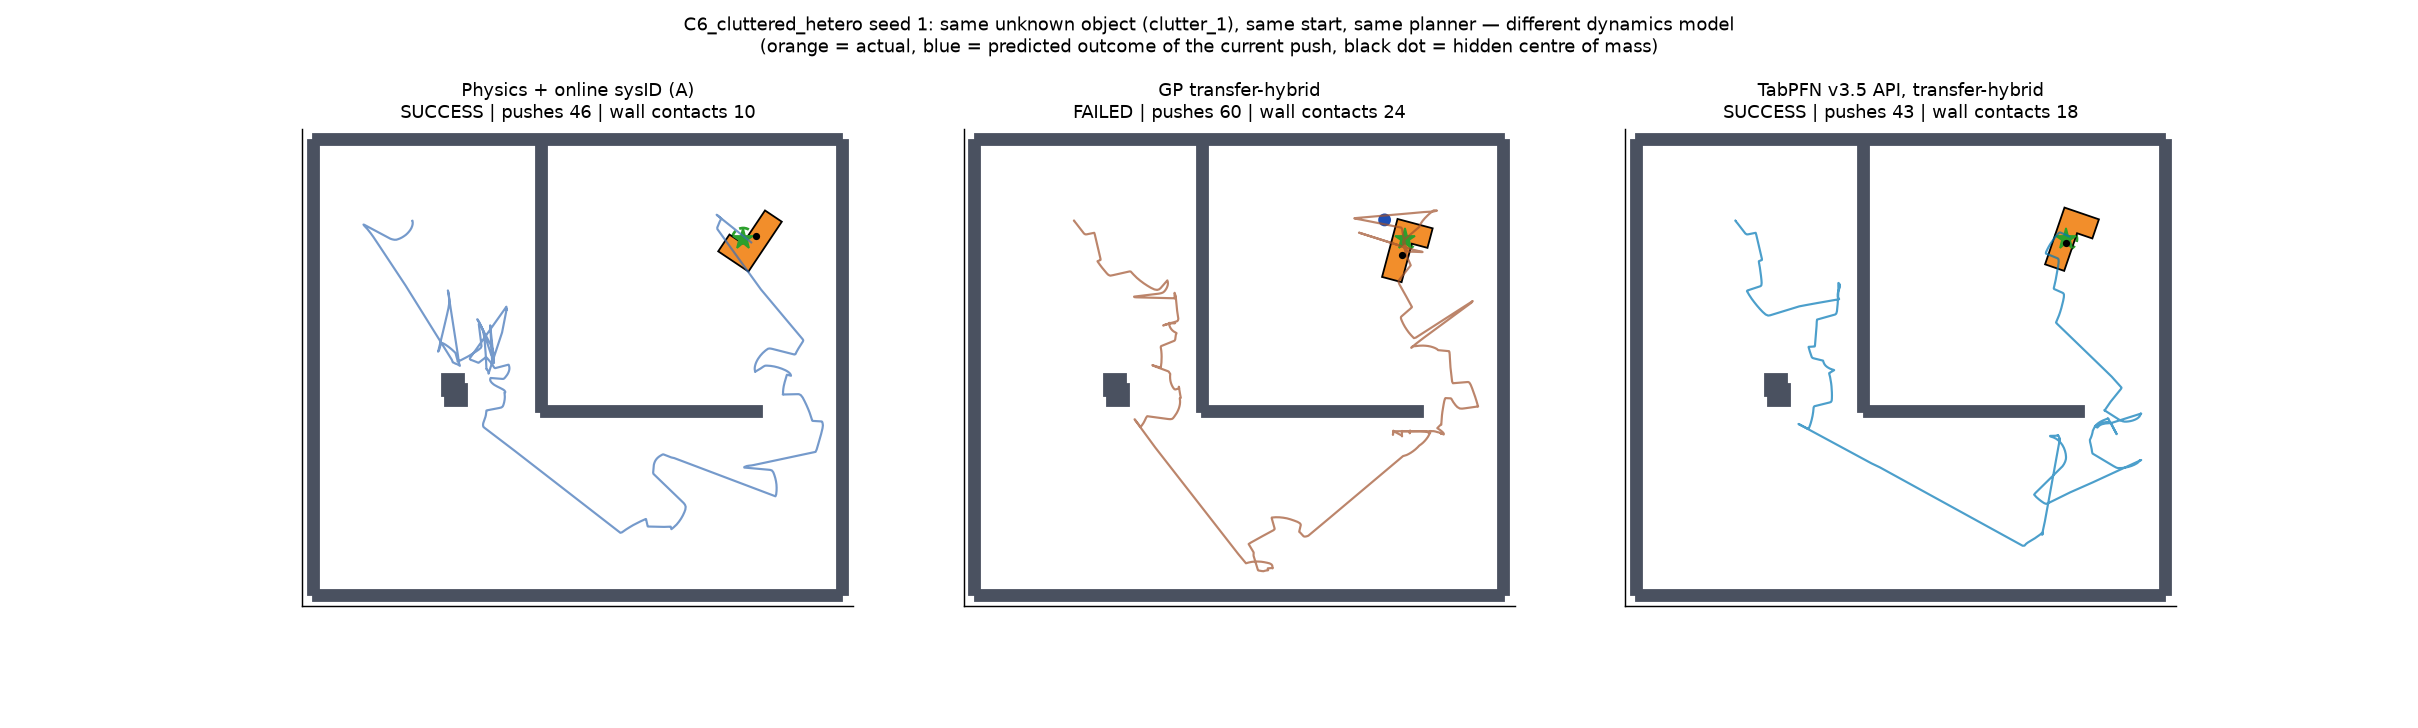 C6_cluttered_hetero seed 1: same unknown object (clutter_1), same start, same planner — different dynamics model
(orange = actual, blue = predicted outcome of the current push, black dot = hidden centre of mass)
Physics + online sysID (A)
SUCCESS | pushes 46 | wall contacts 10
GP transfer-hybrid
FAILED | pushes 60 | wall contacts 24
TabPFN v3.5 API, transfer-hybrid
SUCCESS | pushes 43 | wall contacts 18